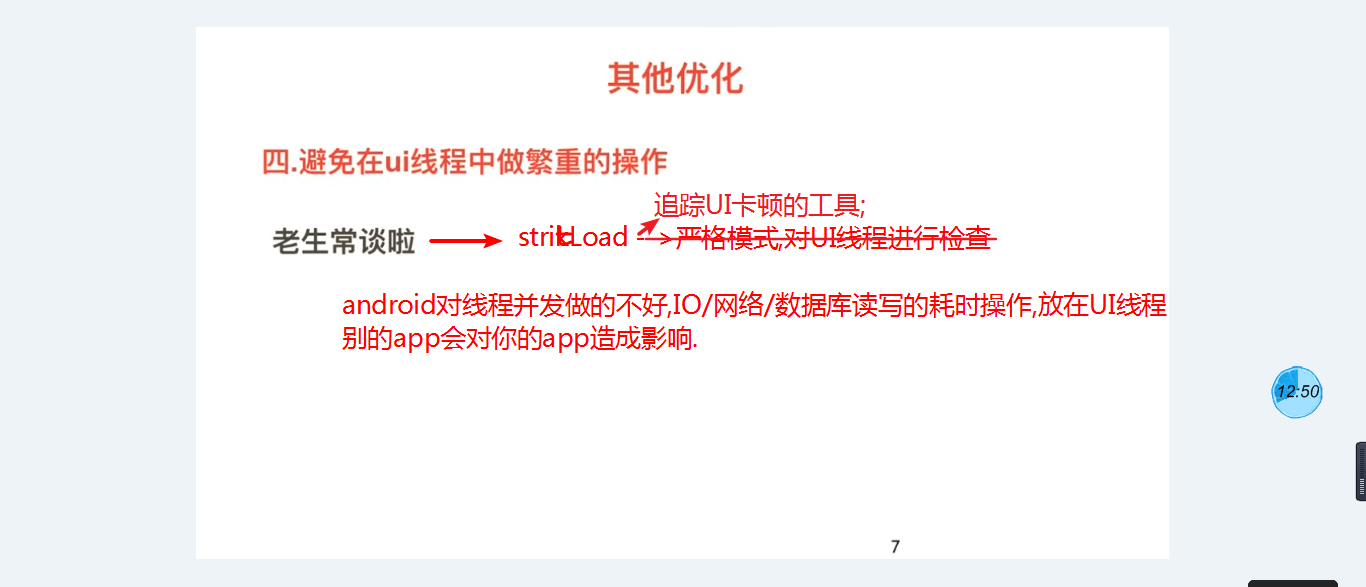 其他优化
四.避免在ui线程中做繁重的操作
追踪UI卡顿的工具;
老生常谈啦 Load --->严格模式,对UI线程进行检查
android对线程并发做的不好,IO/网络/数据库读写的耗时操作,放在UI线程
别的app会对你的app造成影响.
12:50
7